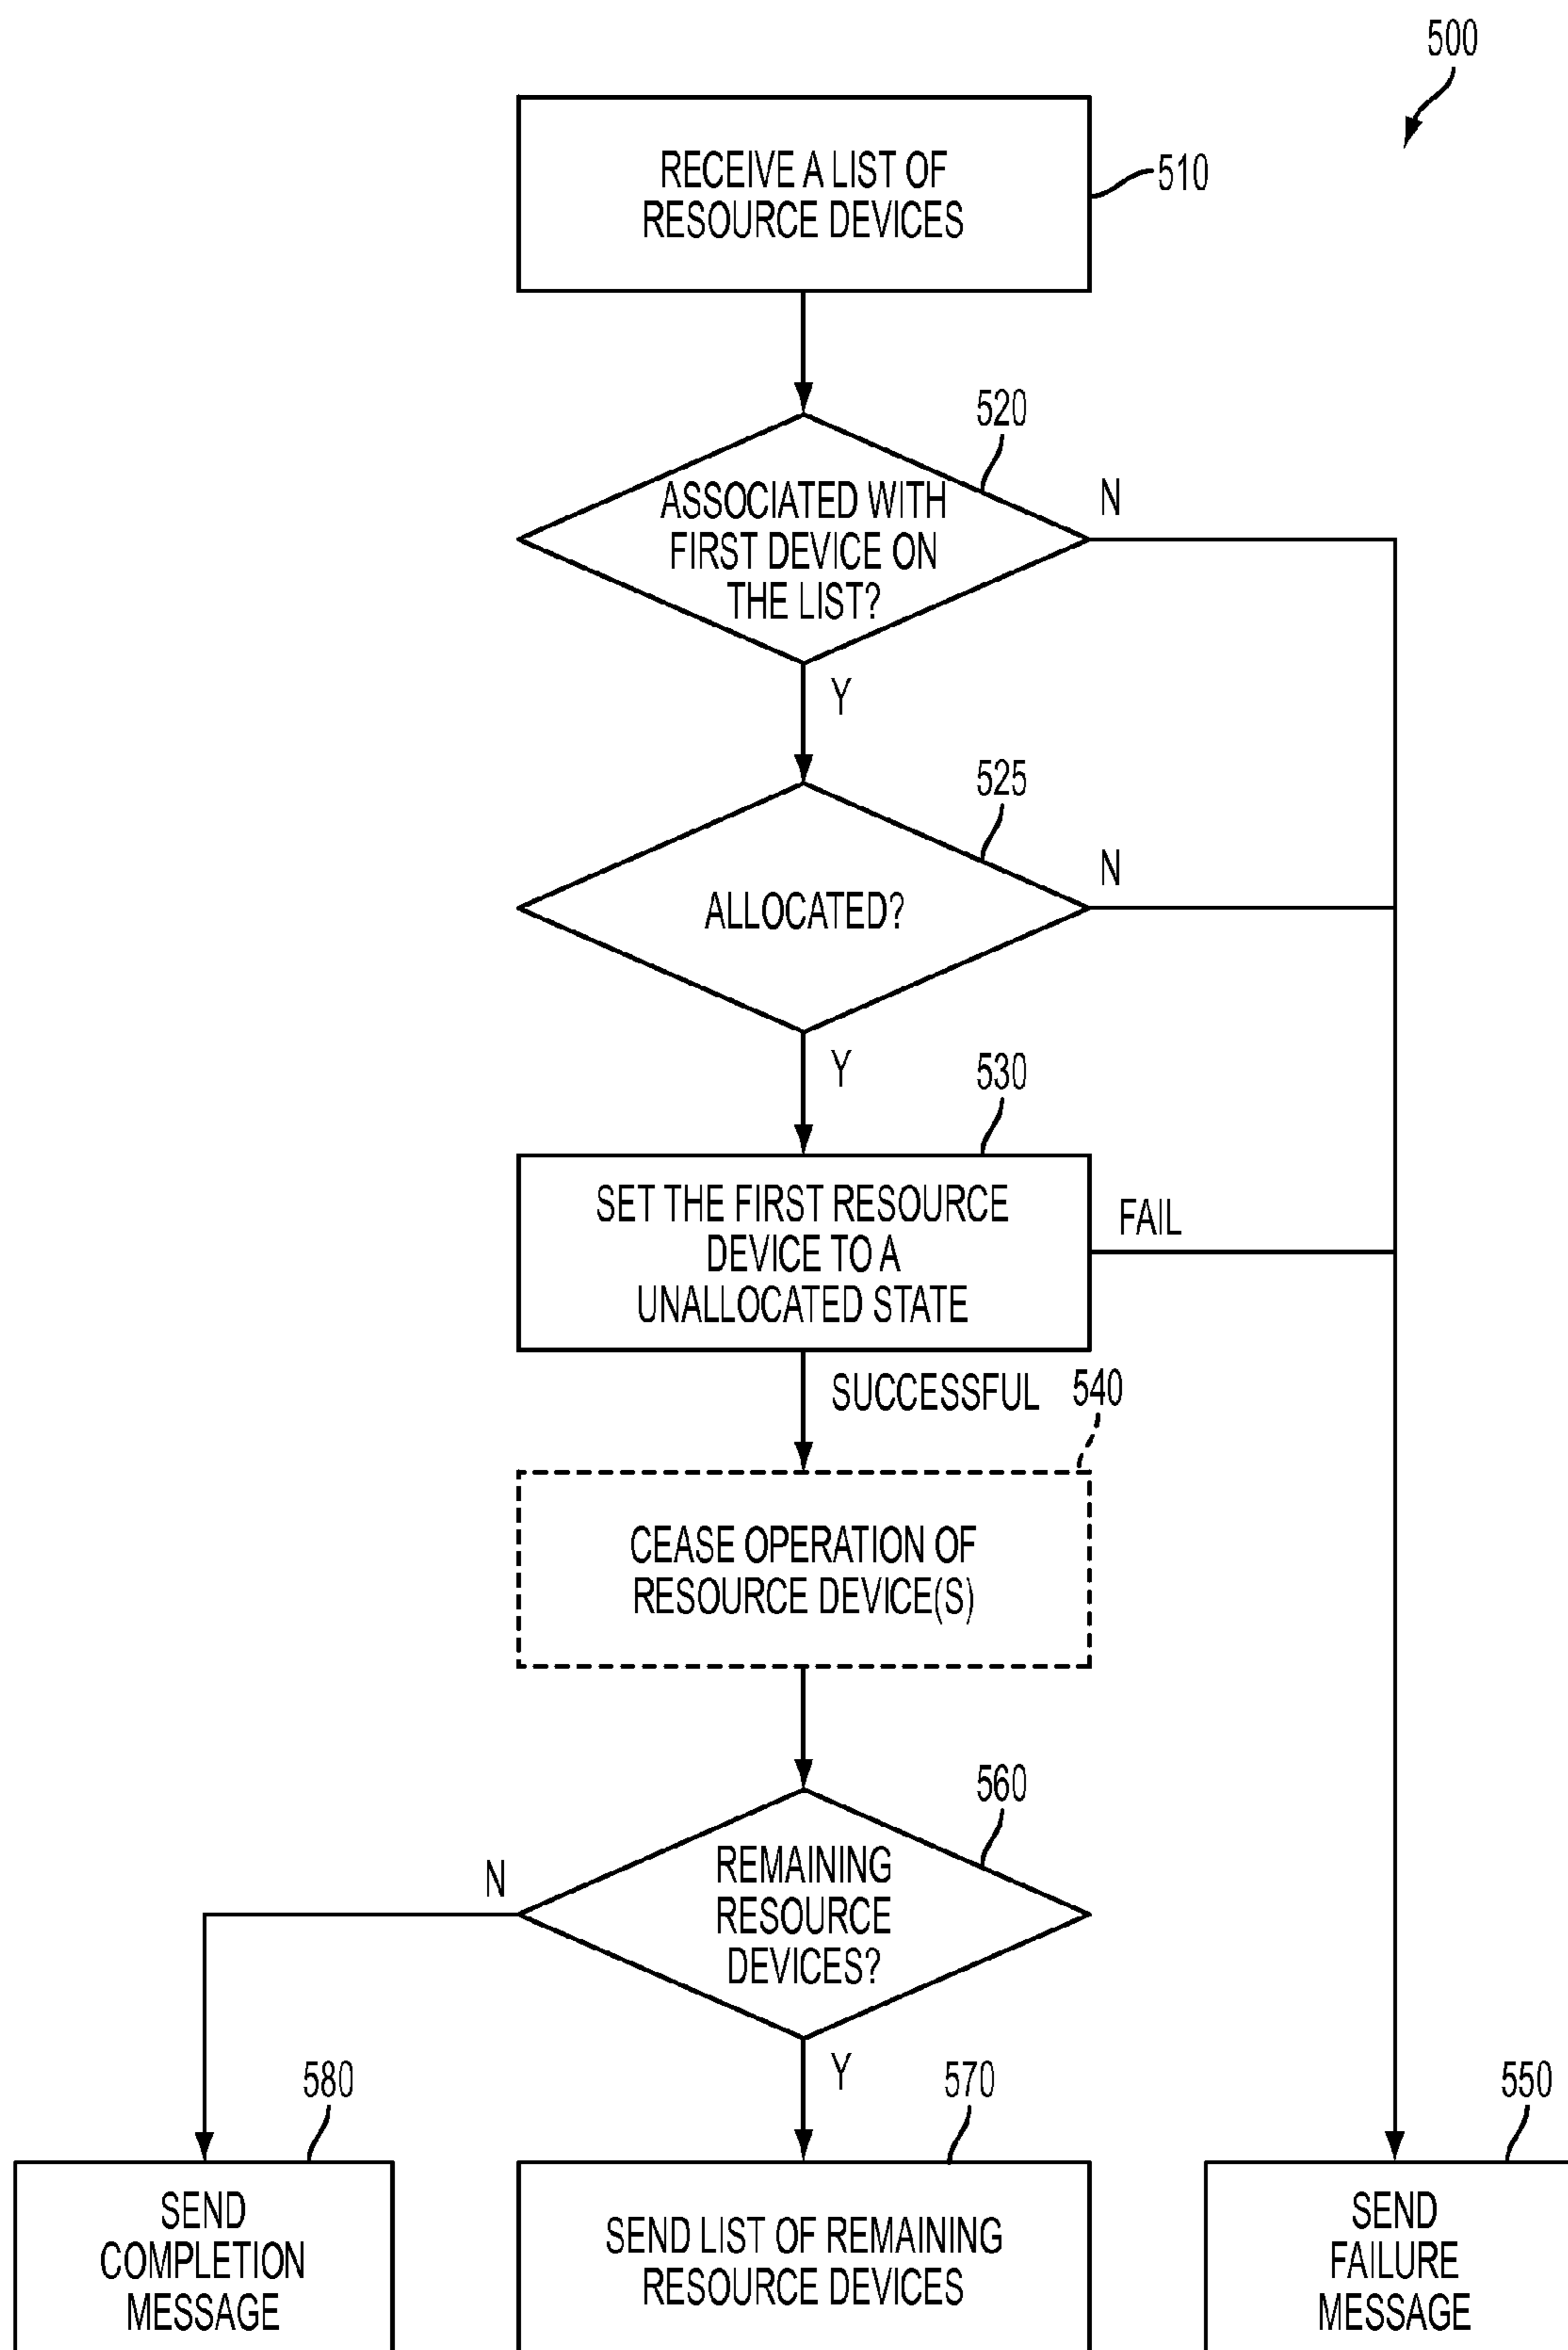 500
RECEIVE A LIST OF
RESOURCE DEVICES
510
520
ASSOCIATED WITH
FIRST DEVICE ON
THE LIST?
N
Y
525
ALLOCATED?
N
Y
530
SET THE FIRST RESOURCE
DEVICE TO A
UNALLOCATED STATE
FAIL
SUCCESSFUL
540
CEASE OPERATION OF
RESOURCE DEVICE(S)
560
REMAINING
RESOURCE
DEVICES?
N
Y
580
SEND
COMPLETION
MESSAGE
570
SEND LIST OF REMAINING
RESOURCE DEVICES
550
SEND
FAILURE
MESSAGE